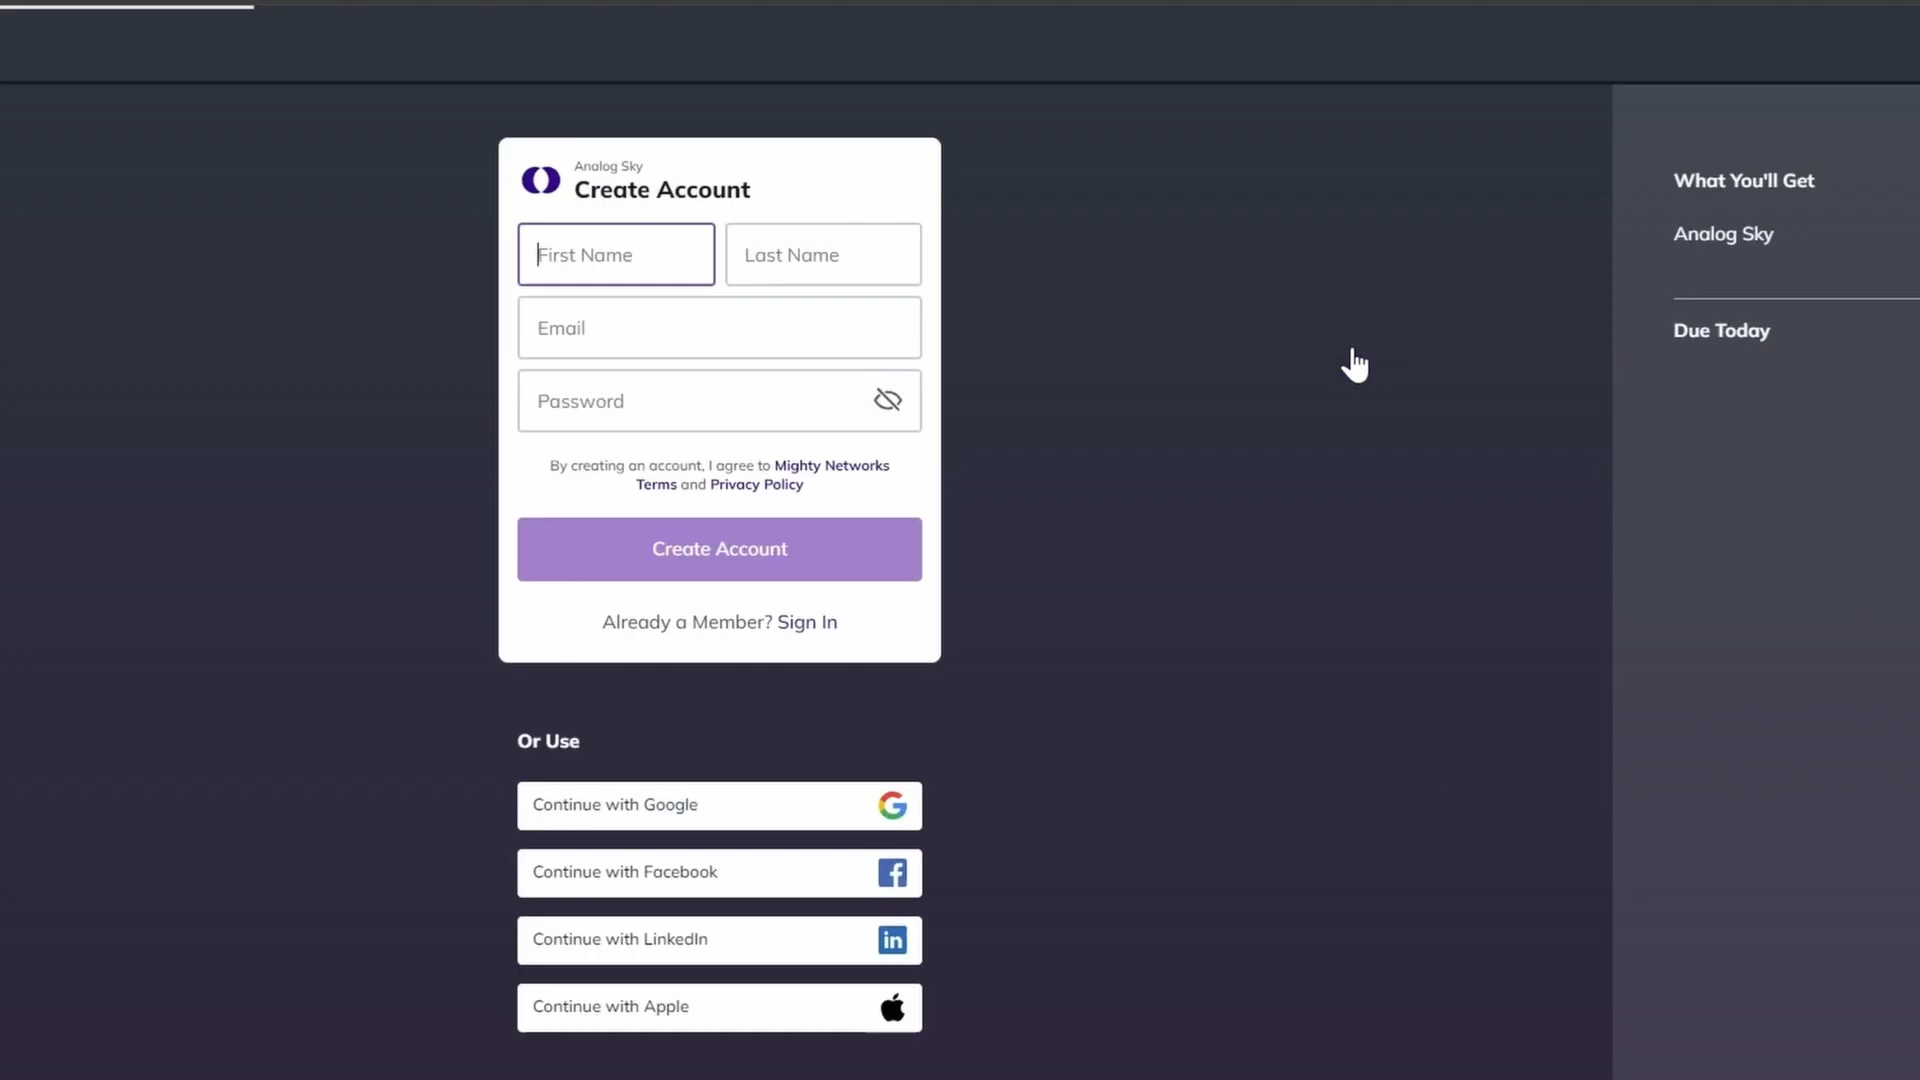 Analog Sky
Create Account
First Name
Last Name
Email
Password
By creating an account, I agree to Mighty Networks
Terms and Privacy Policy
Create Account
Already a Member? Sign In
Or Use
Continue with Google
Continue with Facebook
Continue with LinkedIn
Continue with Apple
What You'll Get
Analog Sky
Due Today